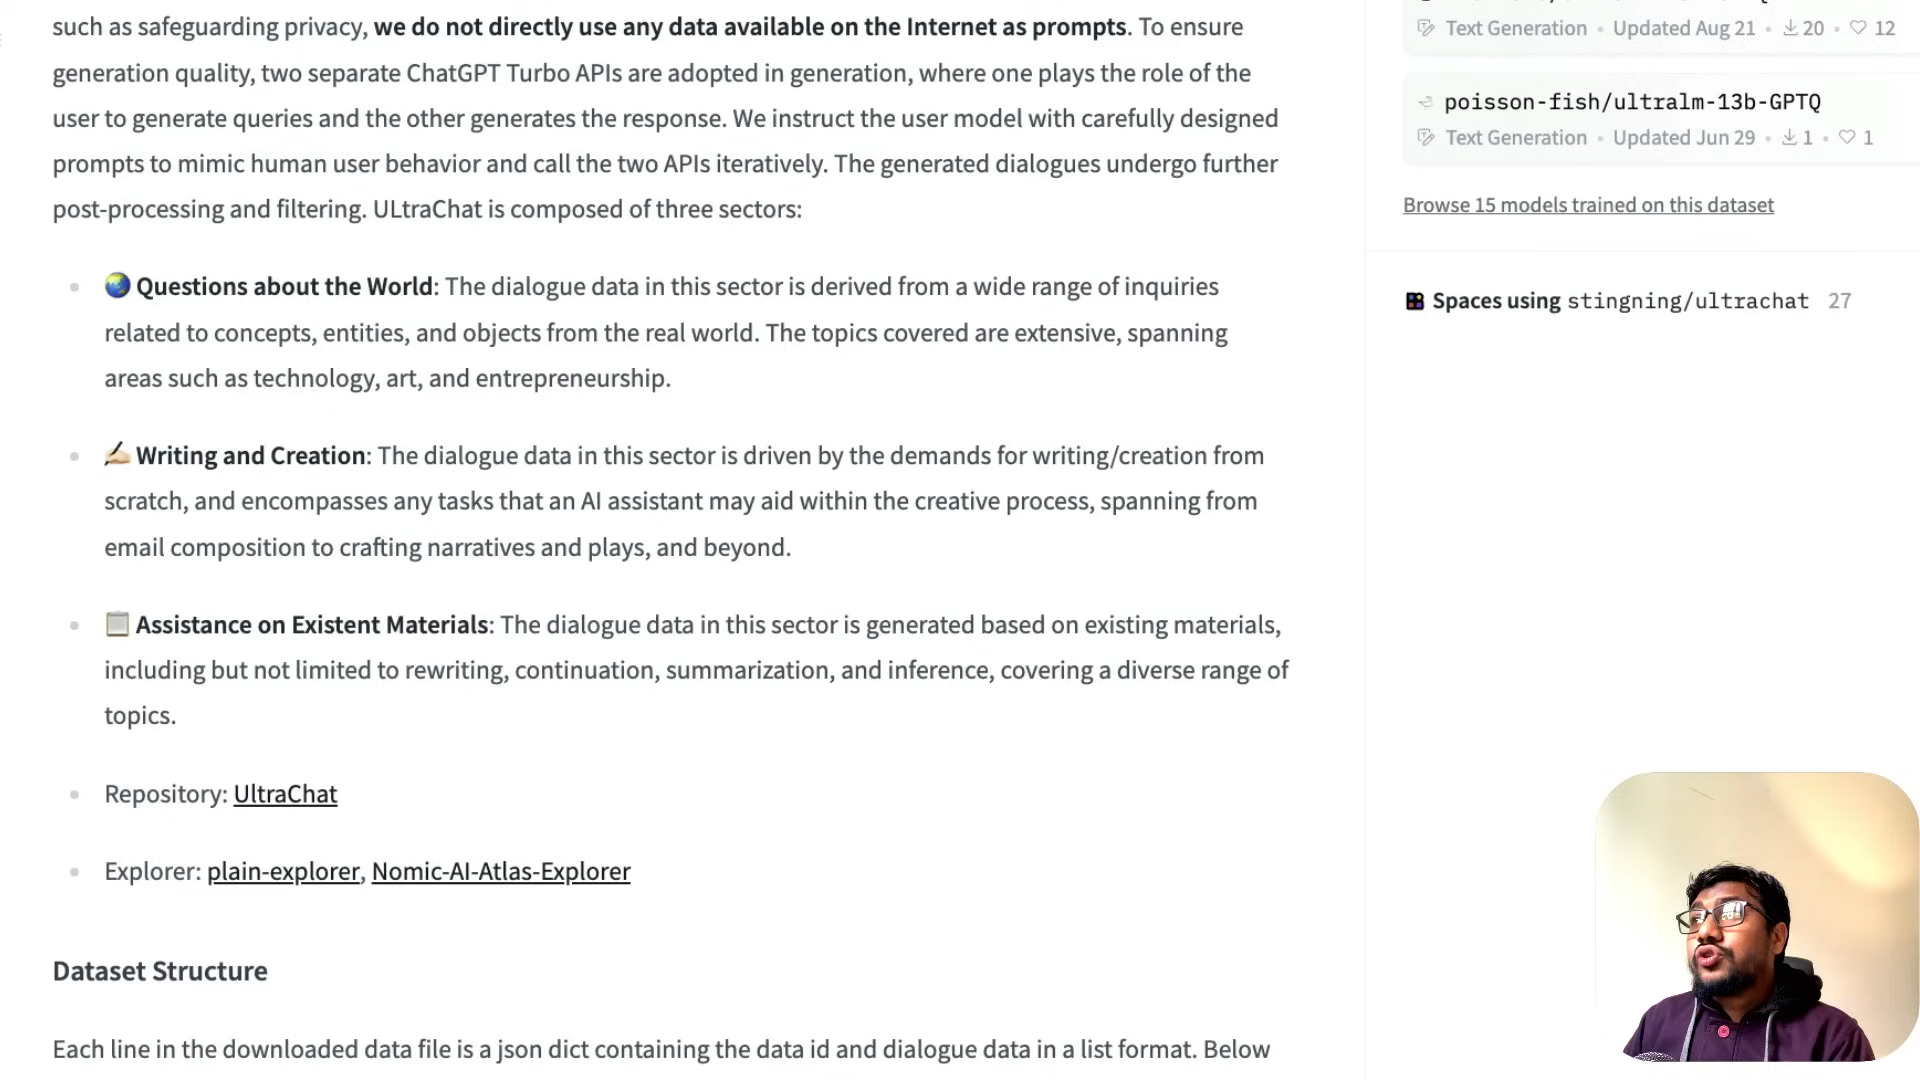 such as safeguarding privacy, we do not directly use any data available on the Internet as prompts. To ensure
generation quality, two separate ChatGPT Turbo APIs are adopted in generation, where one plays the role of the
user to generate queries and the other generates the response. We instruct the user model with carefully designed
prompts to mimic human user behavior and call the two APIs iteratively. The generated dialogues undergo further
post-processing and filtering. ULtraChat is composed of three sectors:
🌏 Questions about the World: The dialogue data in this sector is derived from a wide range of inquiries
related to concepts, entities, and objects from the real world. The topics covered are extensive, spanning
areas such as technology, art, and entrepreneurship.
✍🏻 Writing and Creation: The dialogue data in this sector is driven by the demands for writing/creation from
scratch, and encompasses any tasks that an AI assistant may aid within the creative process, spanning from
email composition to crafting narratives and plays, and beyond.
📋 Assistance on Existent Materials: The dialogue data in this sector is generated based on existing materials,
including but not limited to rewriting, continuation, summarization, and inference, covering a diverse range of
topics.
Repository: UltraChat
Explorer: plain-explorer, Nomic-AI-Atlas-Explorer
Dataset Structure
Each line in the downloaded data file is a json dict containing the data id and dialogue data in a list format. Below
Text Generation • Updated Aug 21 • 20 • 12
poisson-fish/ultralm-13b-GPTQ
Text Generation • Updated Jun 29 • 1 • 1
Browse 15 models trained on this dataset
Spaces using stingning/ultrachat 27